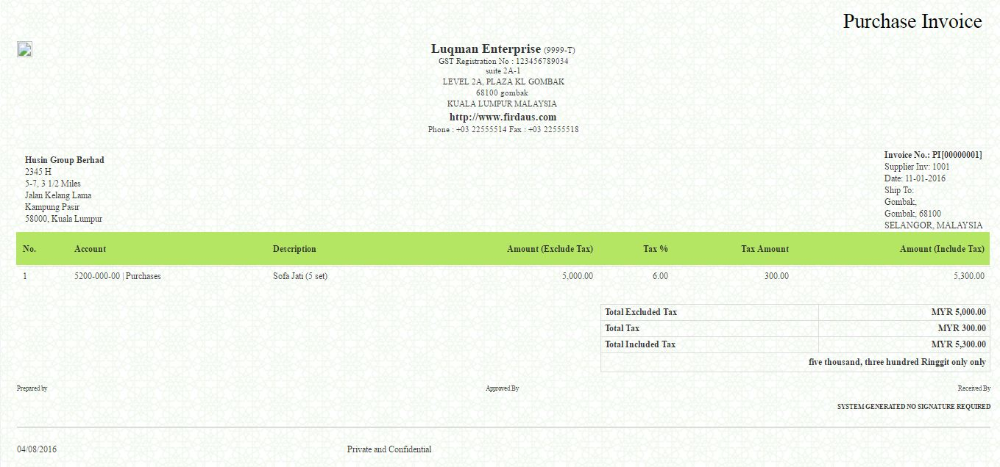 Purchase Invoice
Luqman Enterprise (9999-T)
GST Registration No : 123456789034
suite 2A-1
LEVEL 2A, PLAZA KL GOMBAK
68100 gombak
KUALA LUMPUR MALAYSIA
http://www.firdaus.com
Phone : +03 22555514 Fax : +03 22555518
Husin Group Berhad
2345 H
5-7, 3 1/2 Miles
Jalan Kelang Lama
Kampung Pasir
58000, Kuala Lumpur
Invoice No.: PI[00000001]
Supplier Inv: 1001
Date: 11-01-2016
Ship To:
Gombak,
Gombak, 68100
SELANGOR, MALAYSIA
No. Account Description Amount (Exclude Tax) Tax % Tax Amount Amount (Include Tax)
1 5200-000-00 | Purchases Sofa Jati (5 set) 5,000.00 6.00 300.00 5,300.00
Total Excluded Tax MYR 5,000.00
Total Tax MYR 300.00
Total Included Tax MYR 5,300.00
five thousand, three hundred Ringgit only only
Prepared by Approved By Received By
SYSTEM GENERATED NO SIGNATURE REQUIRED
04/08/2016 Private and Confidential